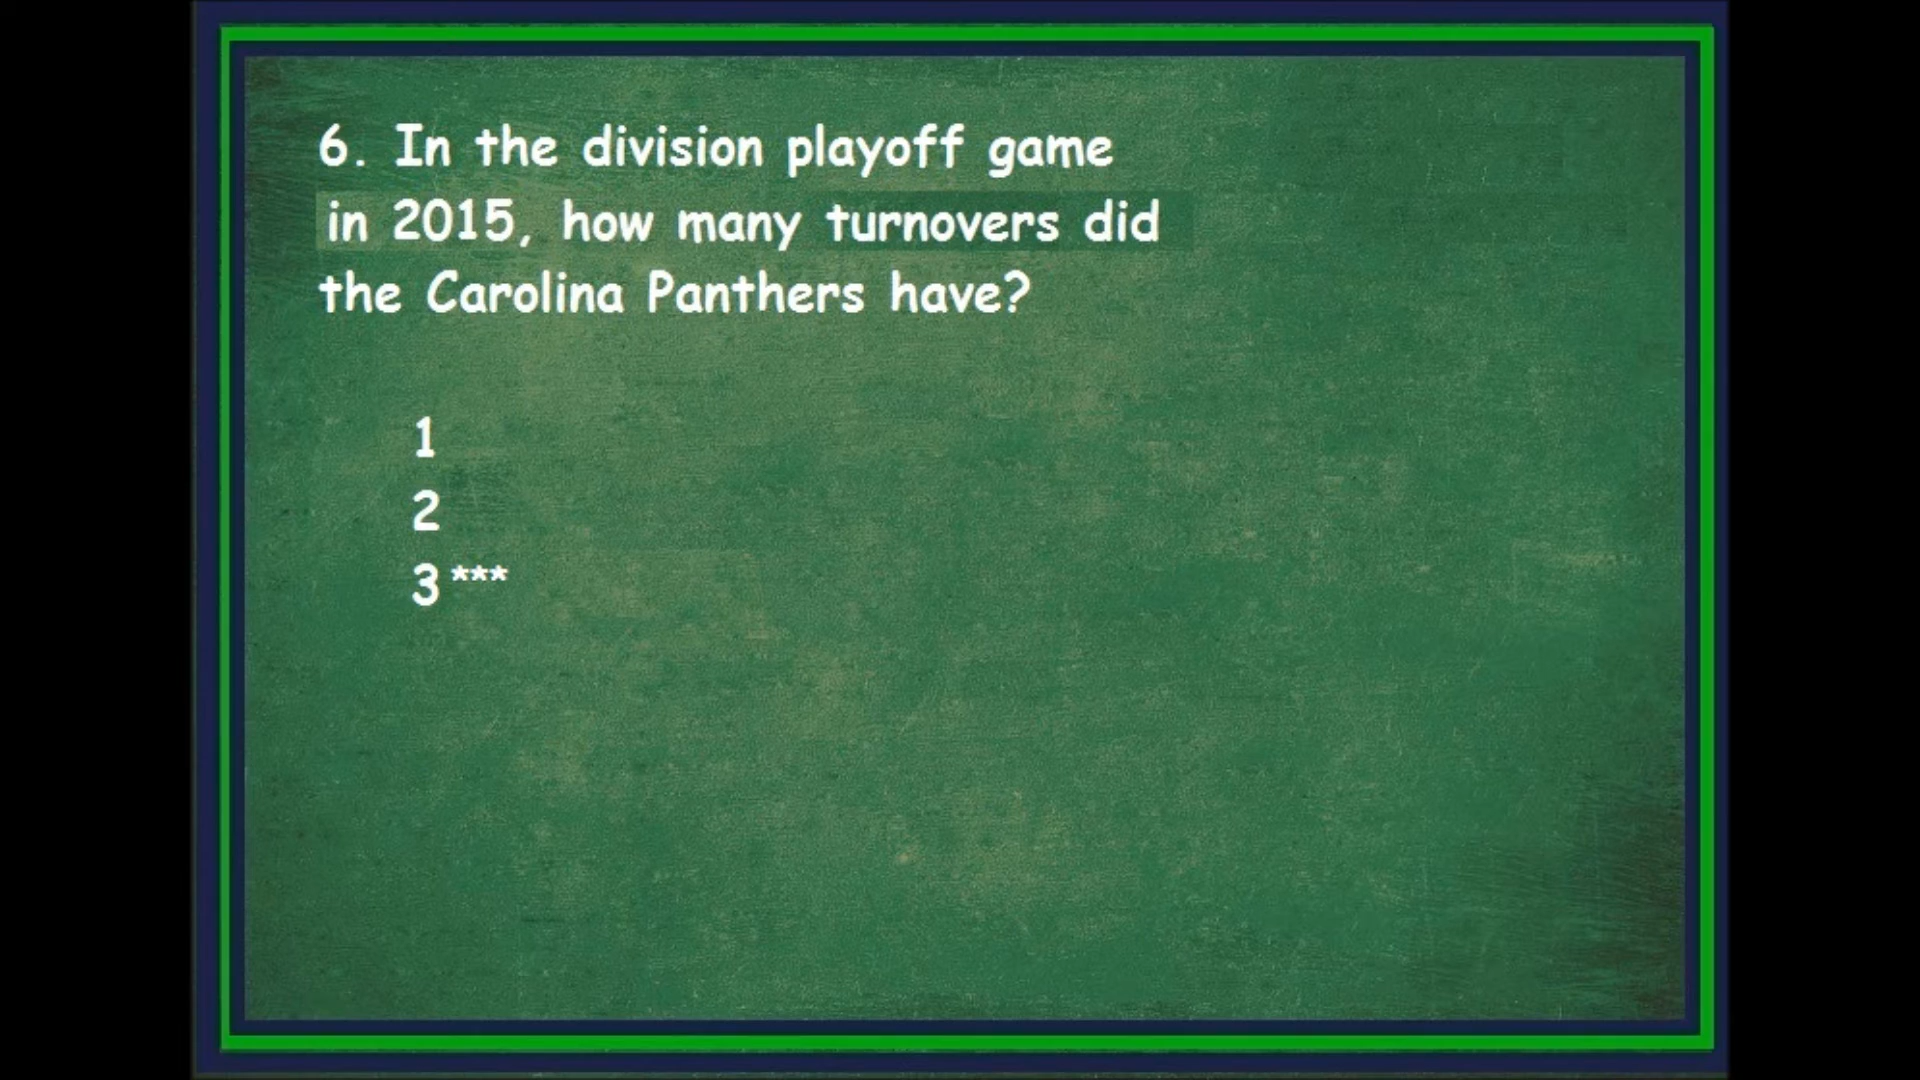 6. In the division playoff game
in 2015, how many turnovers did
the Carolina Panthers have?
1
2
3 ***